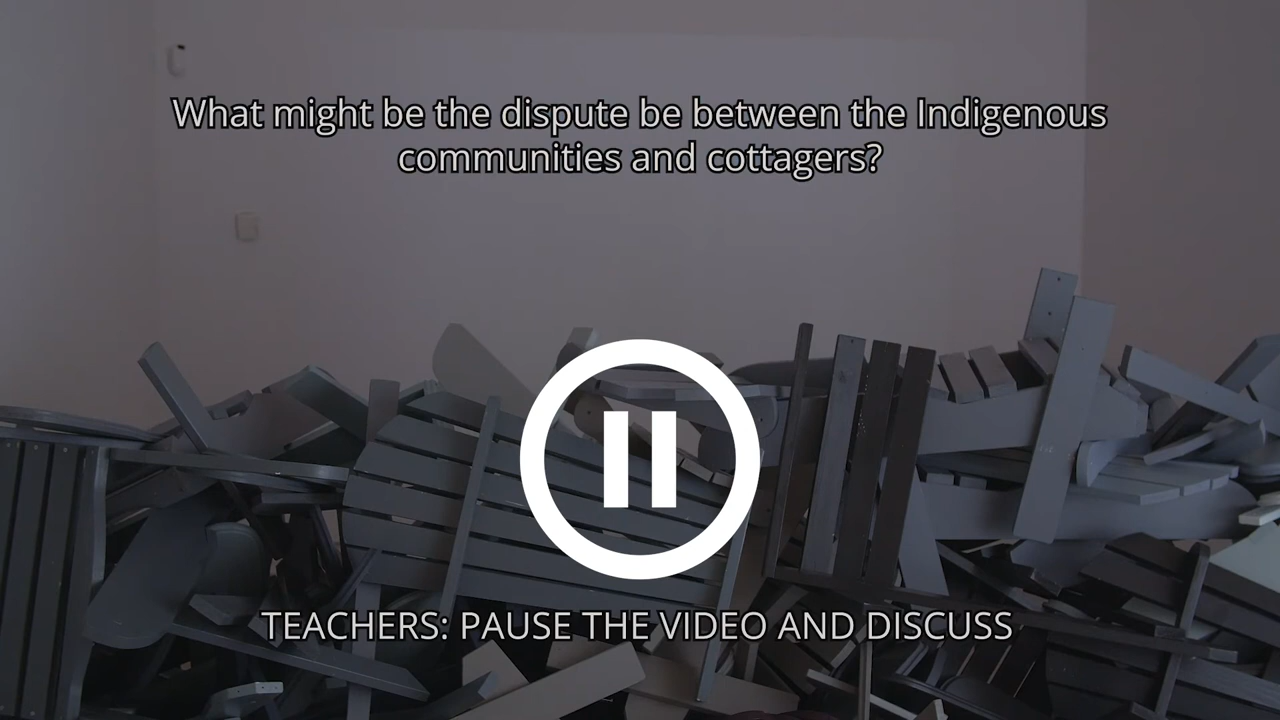 What might be the dispute be between the Indigenous
communities and cottagers?
TEACHERS: PAUSE THE VIDEO AND DISCUSS